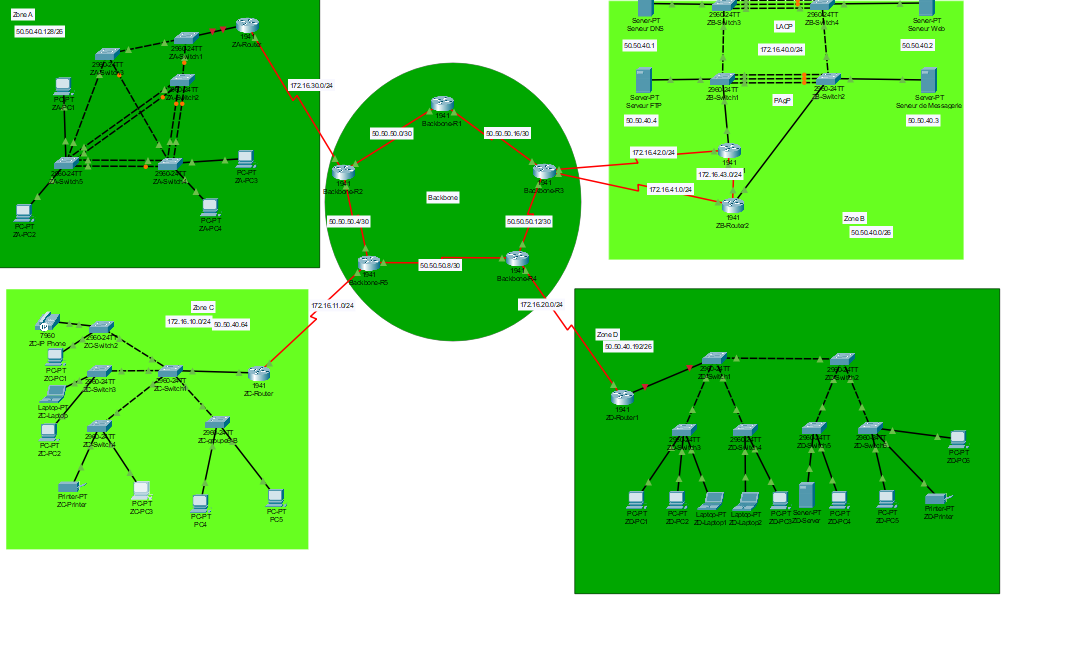 Zone A
50.50.40.128/26
1941
ZA-Router
2960-24TT
ZA-Switch1
2960-24TT
ZA-Switch3
2960-24TT
ZA-Switch2
PC-PT
ZA-PC1
2960-24TT
ZA-Switch5
2960-24TT
PC-PT
ZA-PC3
PC-PT
ZA-PC2
PC-PT
ZA-PC4
172.16.30.0/24
1941
Backbone-R1
50.50.50.0/30
50.50.50.16/30
1941
Backbone-R2
1941
Backbone-R3
Backbone
50.50.50.4/30
50.50.50.12/30
1941
Backbone-R5
50.50.50.8/30
1941
Backbone-R4
172.16.11.0/24
172.16.20.0/24
Server-PT
Serveur DNS
2960-24TT
ZB-Switch3
2960-24TT
ZB-Switch4
Server-PT
Serveur Web
LACP
50.50.40.1
172.16.40.0/24
50.50.40.2
Server-PT
Serveur FTP
2960-24TT
ZB-Switch1
PAgP
2960-24TT
ZB-Switch2
Server-PT
Serveur de Messagerie
50.50.40.4
50.50.40.3
172.16.42.0/24
1941
172.16.43.0/24
172.16.41.0/24
1941
ZB-Router2
Zone B
50.50.40.0/26
Zone C
172.16.10.0/24
50.50.40.64
7960
ZC-IP Phone
2960-24TT
ZC-Switch2
PC-PT
ZC-PC1
2960-24TT
ZC-Switch3
2960-24TT
ZC-Switch1
1941
ZC-Router
Laptop-PT
ZC-Laptop
PC-PT
ZC-PC2
2960-24TT
ZC-Switch4
2960-24TT
ZC-groupes-B
Printer-PT
ZC-Printer
PC-PT
ZC-PC3
PC-PT
PC4
PC-PT
PC5
Zone D
50.50.40.192/26
2960-24TT
ZD-Switch1
2960-24TT
ZD-Switch2
1941
ZD-Router1
2960-24TT
ZD-Switch3
2960-24TT
ZD-Switch4
2960-24TT
ZD-Switch5
2960-24TT
PC-PT
ZD-PC6
PC-PT
ZD-PC1
PC-PT
ZD-PC2
Laptop-PT
ZD-Laptop1
Laptop-PT
ZD-Laptop2
PC-PT
Server-PT
ZD-Server
PC-PT
ZD-PC4
PC-PT
ZD-PC5
Printer-PT
ZD-Printer